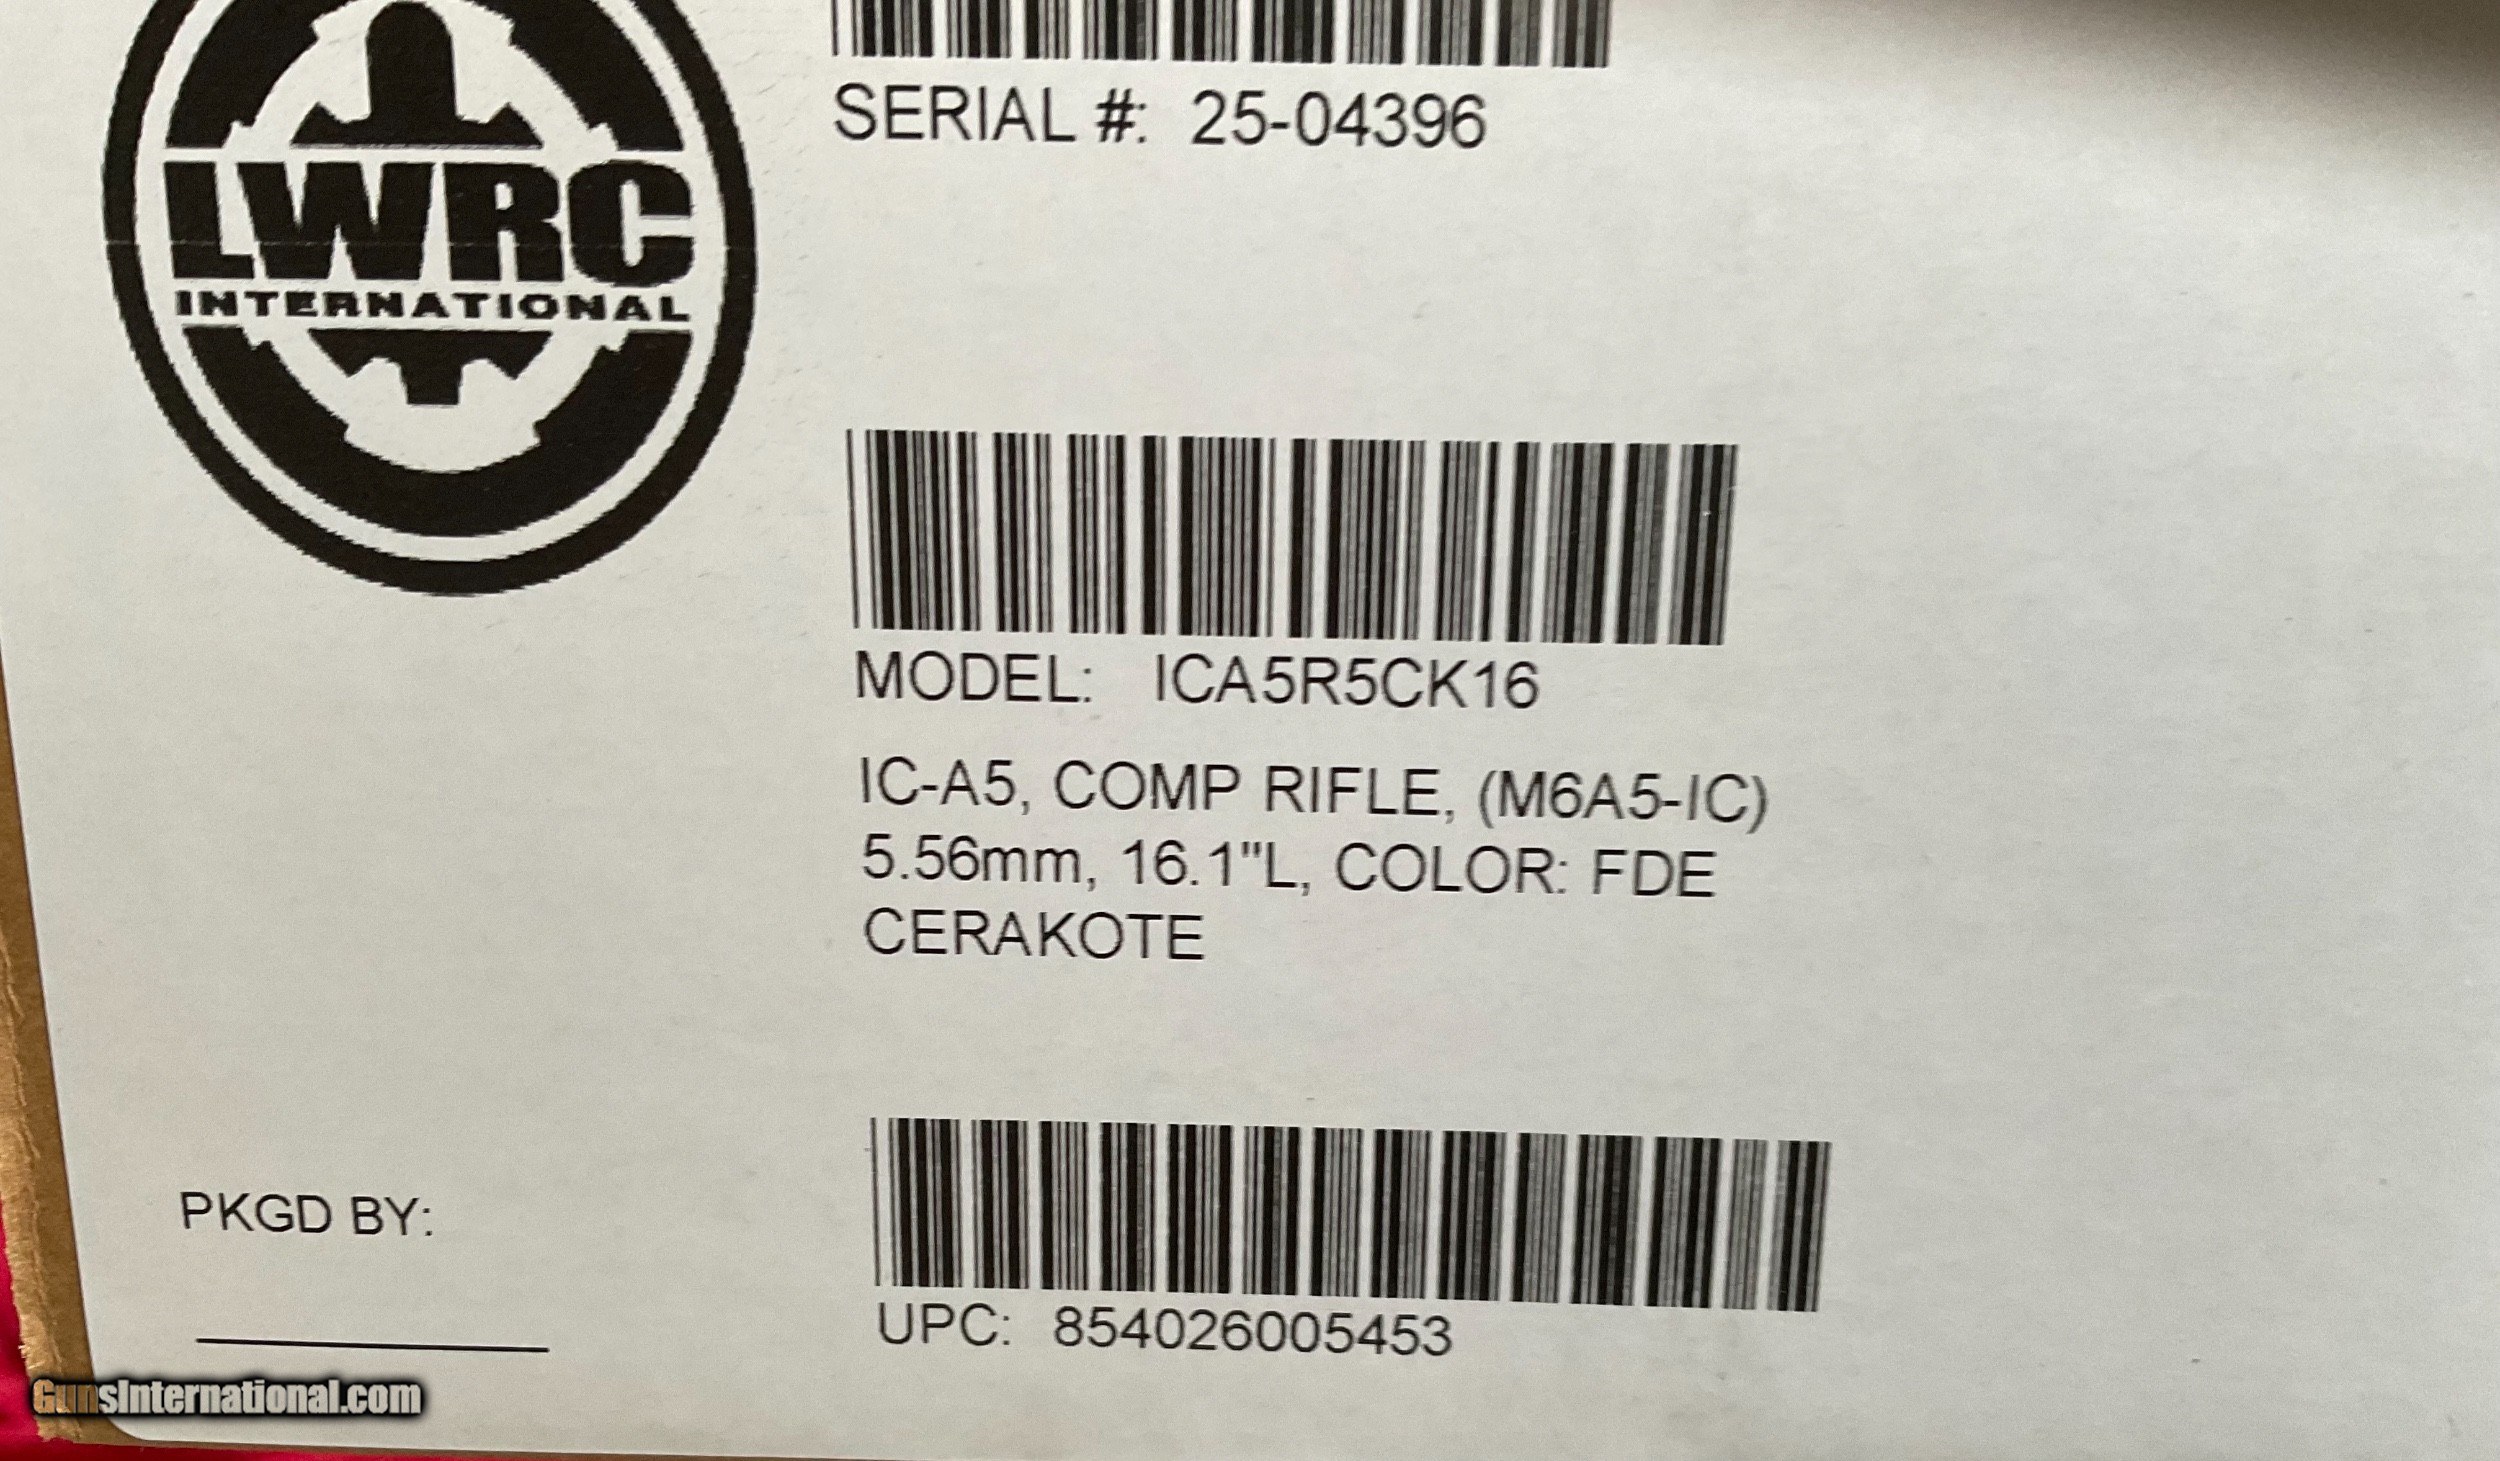 SERIAL #: 25-04396
LWRC
INTERNATIONAL
MODEL: ICA5R5CK16
IC-A5, COMP RIFLE, (M6A5-IC)
5.56mm, 16.1"L, COLOR: FDE
CERAKOTE
PKGD BY:
UPC: 854026005453
GunsInternational.com